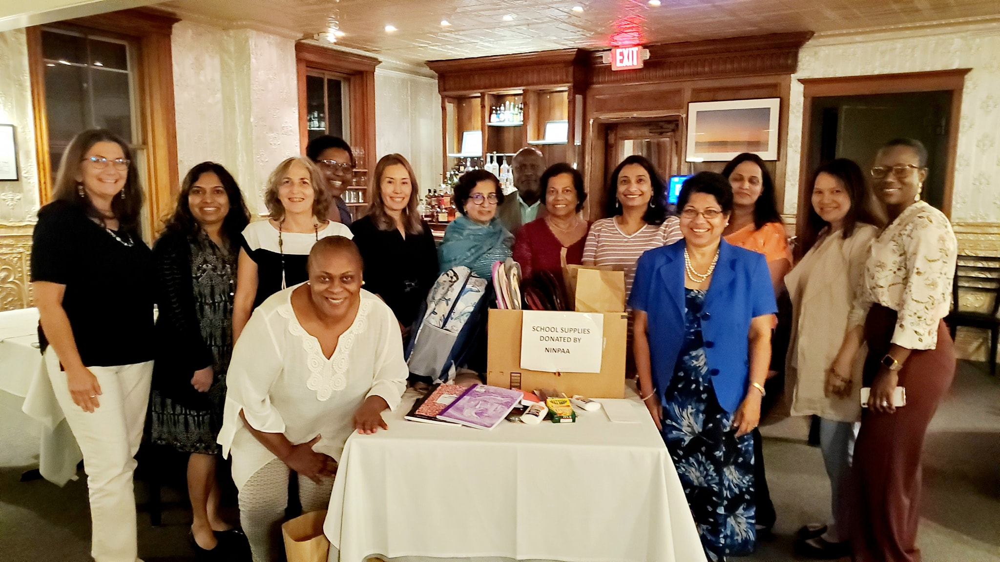 EXIT
SCHOOL SUPPLIES
DONATED BY
NINPAA